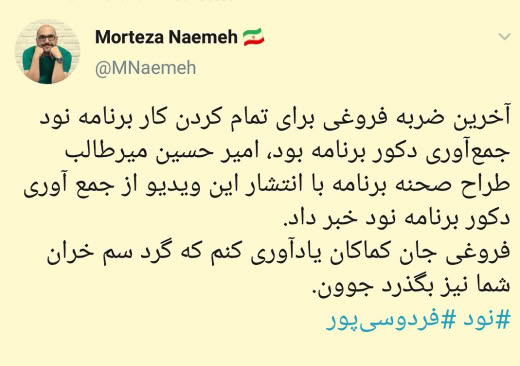 Morteza Naemeh 🇮🇷
@MNaemeh
آخرین ضربه فروغی برای تمام کردن کار برنامه نود
جمع‌آوری دکور برنامه بود، امیر حسین میرطالب
طراح صحنه برنامه با انتشار این ویدیو از جمع آوری
دکور برنامه نود خبر داد.
فروغی جان کماکان یادآوری کنم که گرد سم خران
شما نیز بگذرد جوون.
#نود #فردوسی‌پور